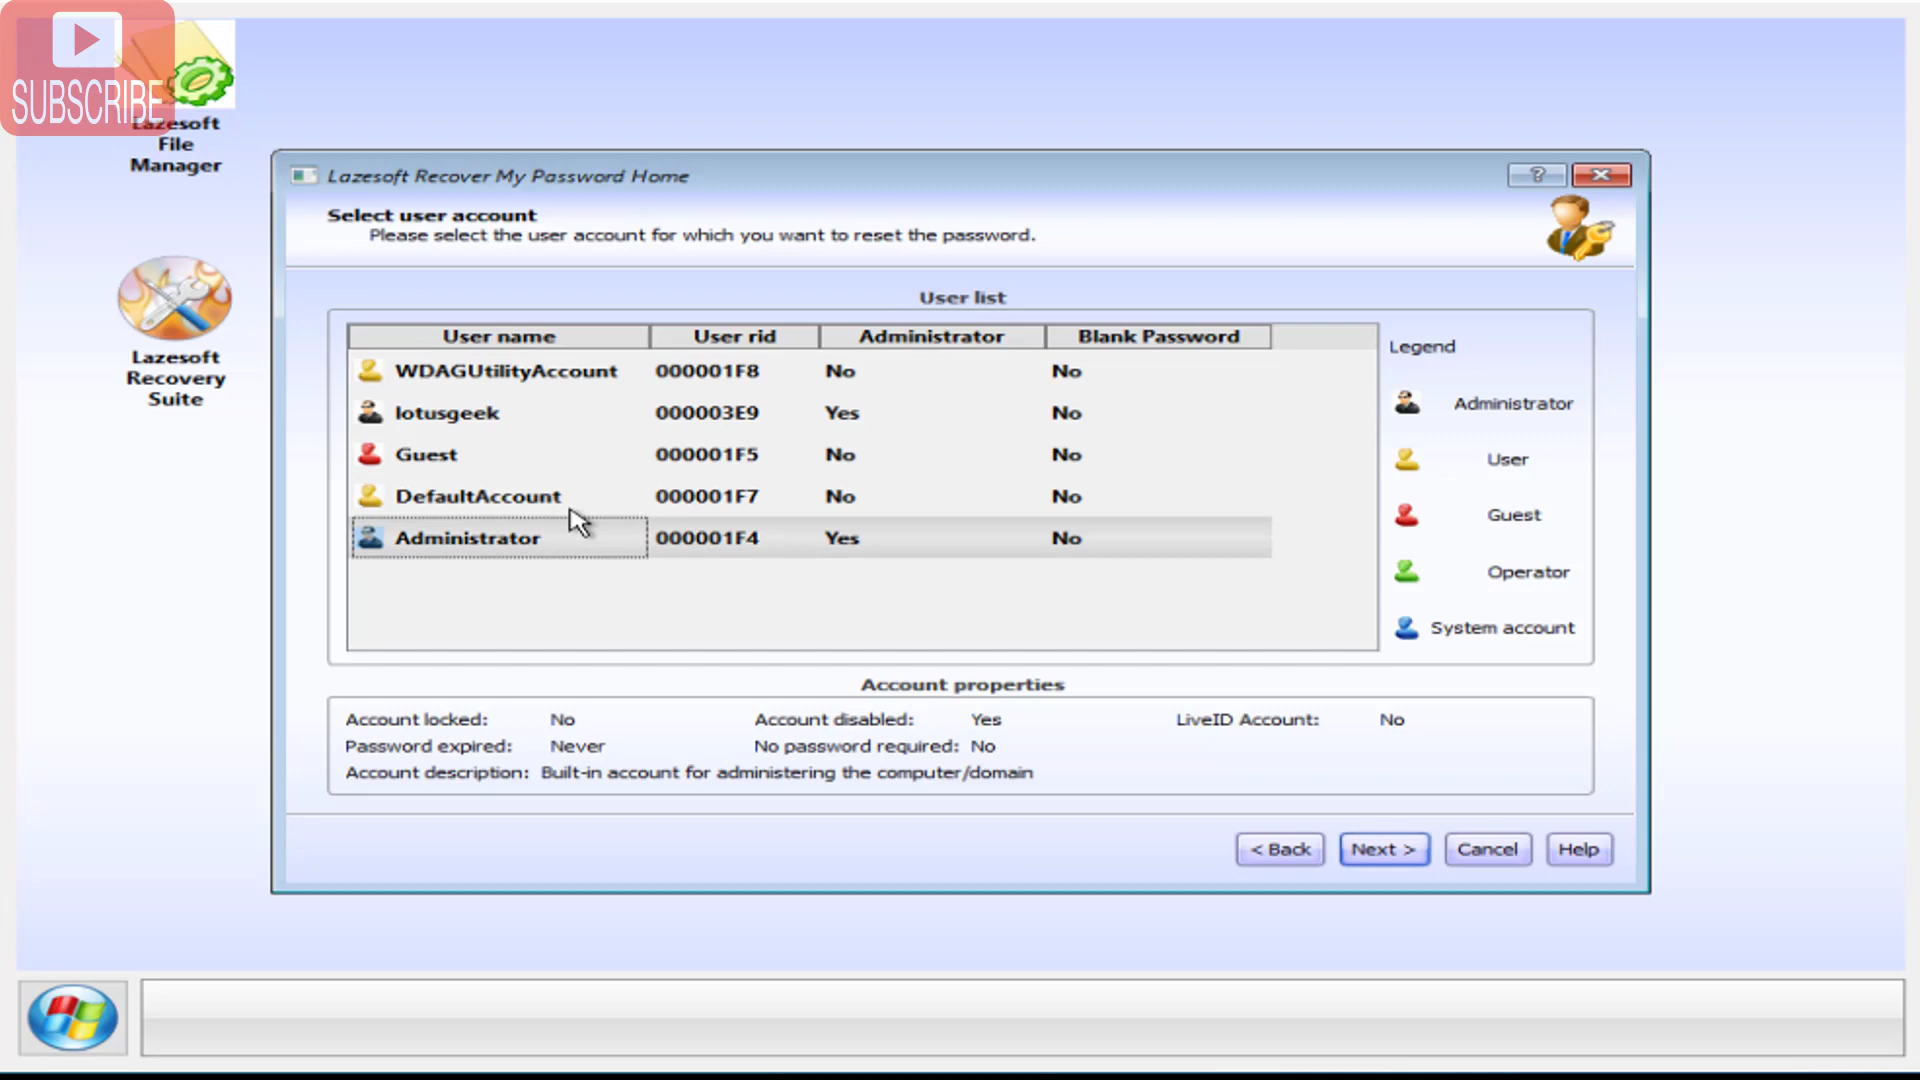 SUBSCRIBE
Lazesoft
File
Manager
Lazesoft
Recovery
Suite
Lazesoft Recover My Password Home
?
Select user account
Please select the user account for which you want to reset the password.
User list
User name User rid Administrator Blank Password
WDAGUtilityAccount 000001F8 No No
lotusgeek 000003E9 Yes No
Guest 000001F5 No No
DefaultAccount 000001F7 No No
Administrator 000001F4 Yes No
Legend
Administrator
User
Guest
Operator
System account
Account properties
Account locked: No Account disabled: Yes LiveID Account: No
Password expired: Never No password required: No
Account description: Built-in account for administering the computer/domain
< Back Next > Cancel Help